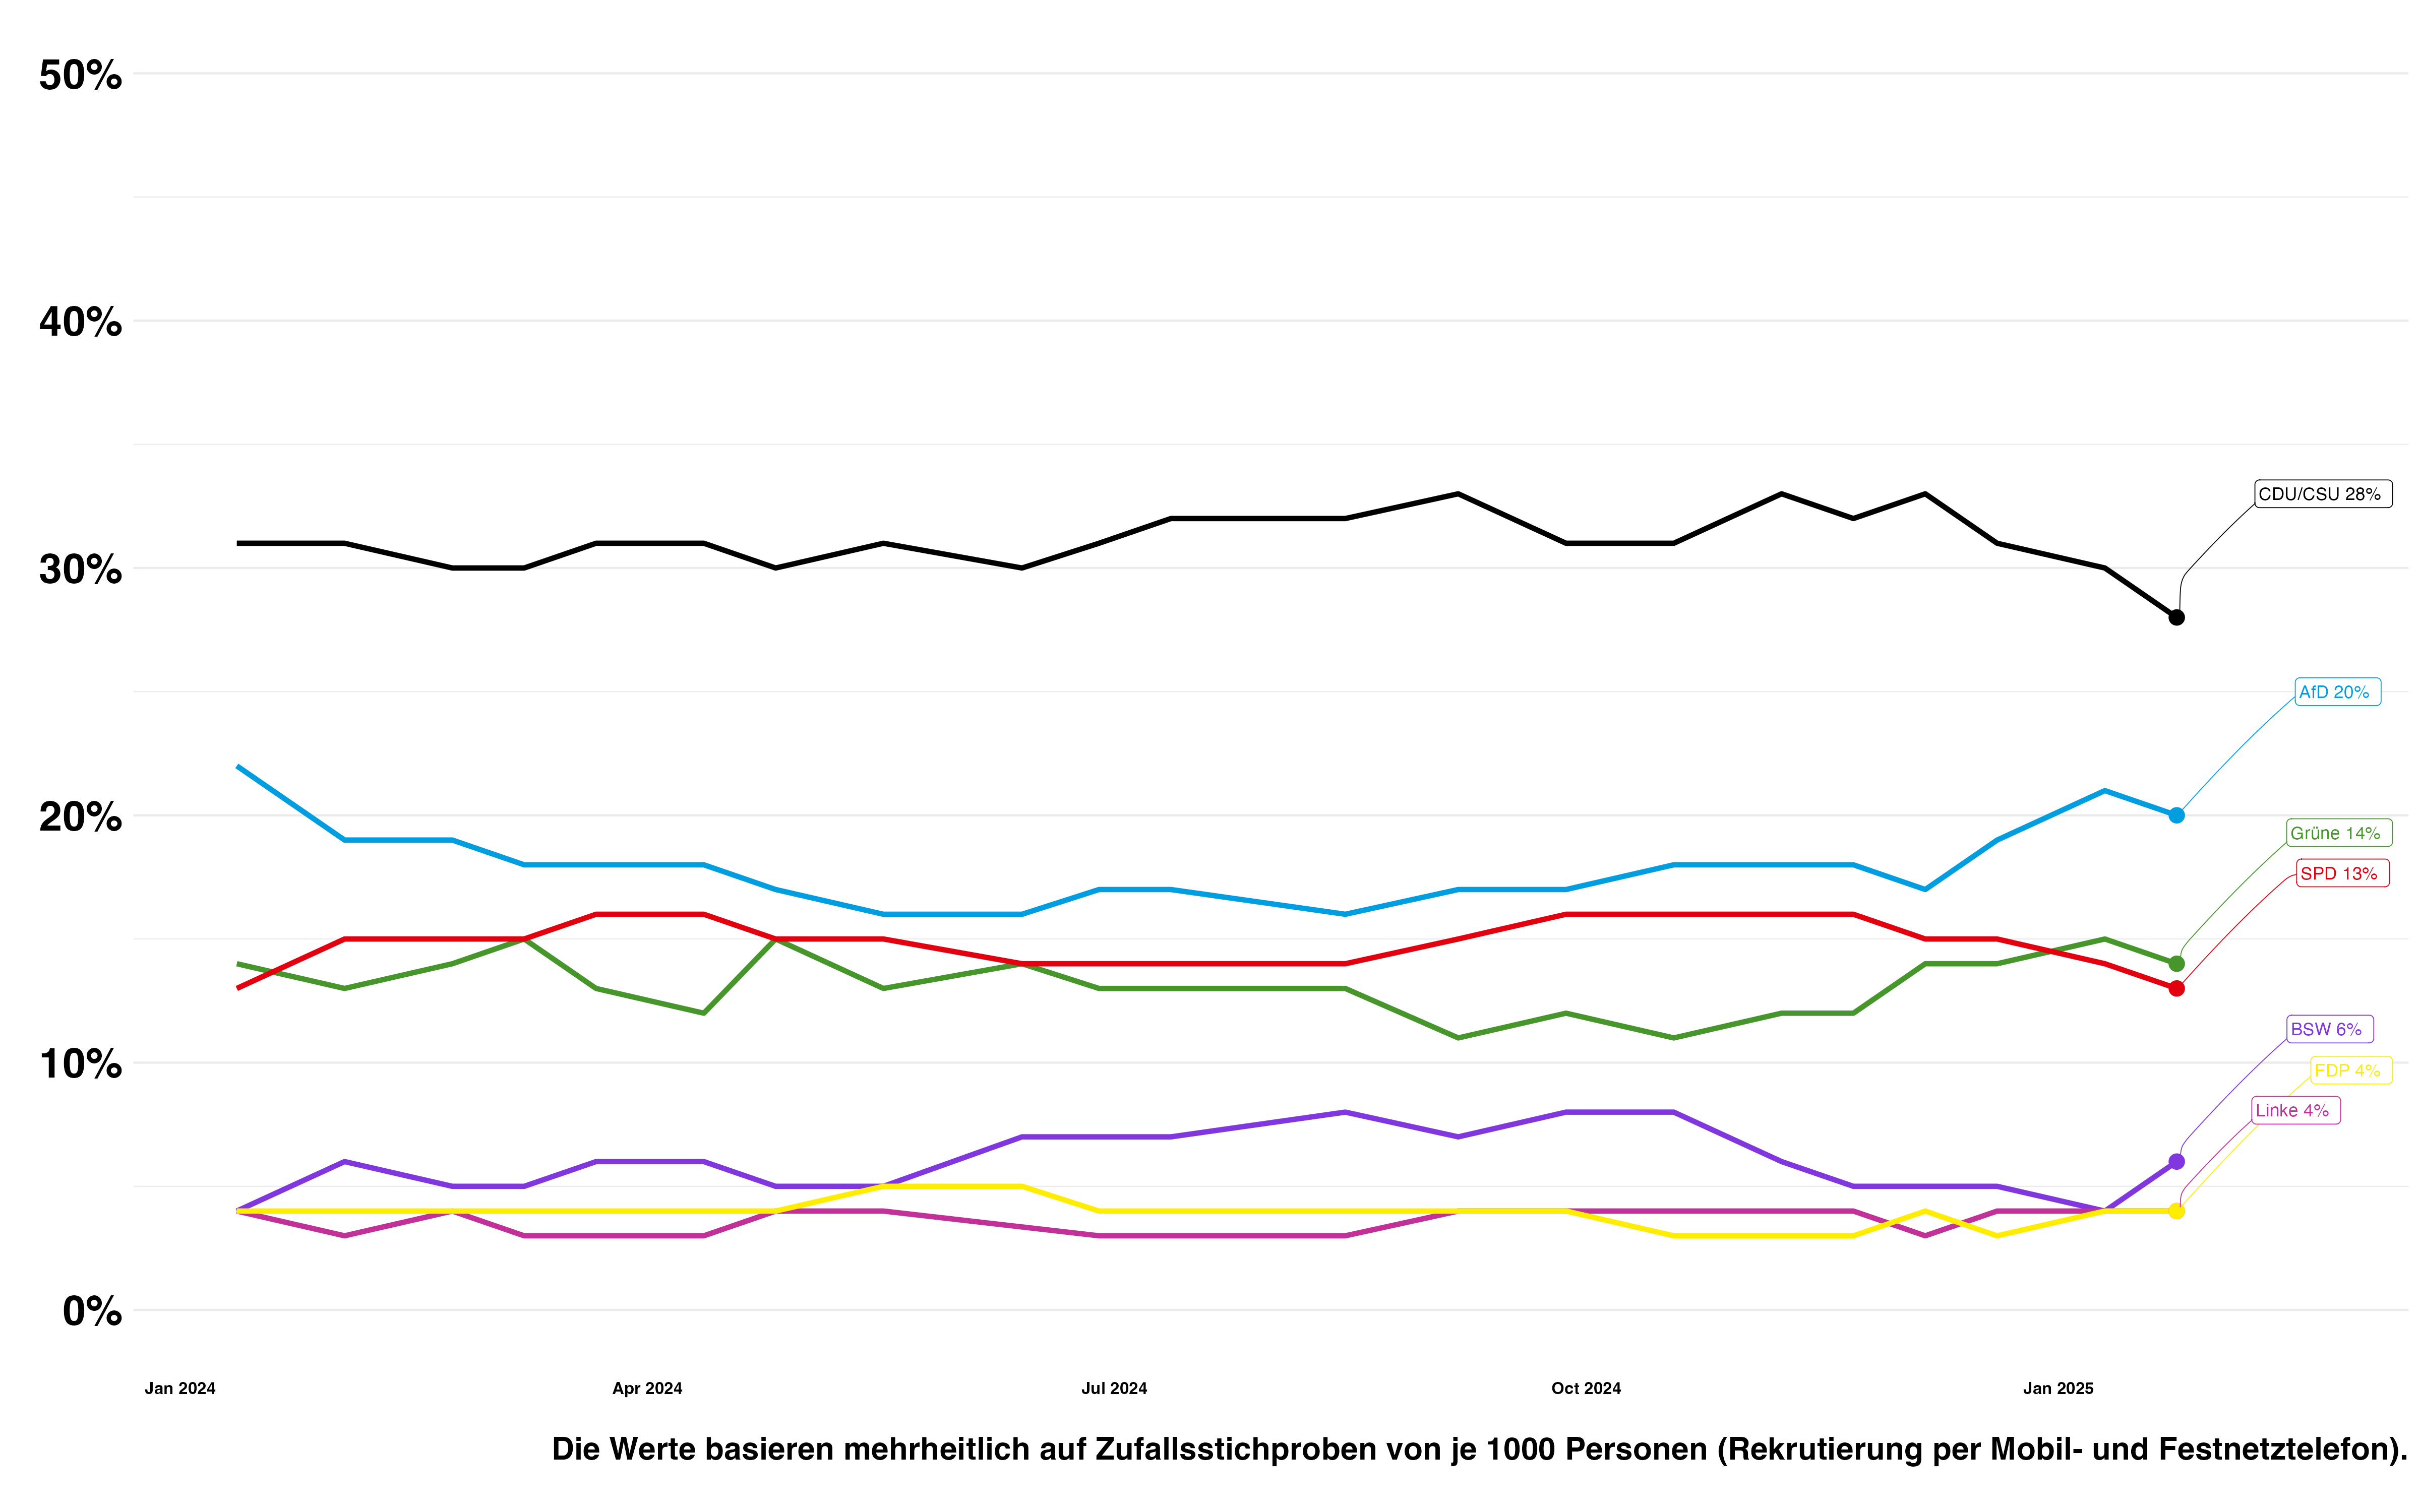 50%
40%
CDU/CSU 28%
30%
AfD 20%
20%
Grüne 14%
SPD 13%
BSW 6%
10%
FDP 4%
Linke 4%
0%
Jan 2024 Apr 2024 Jul 2024 Oct 2024 Jan 2025
Die Werte basieren mehrheitlich auf Zufallsstichproben von je 1000 Personen (Rekrutierung per Mobil- und Festnetztelefon).